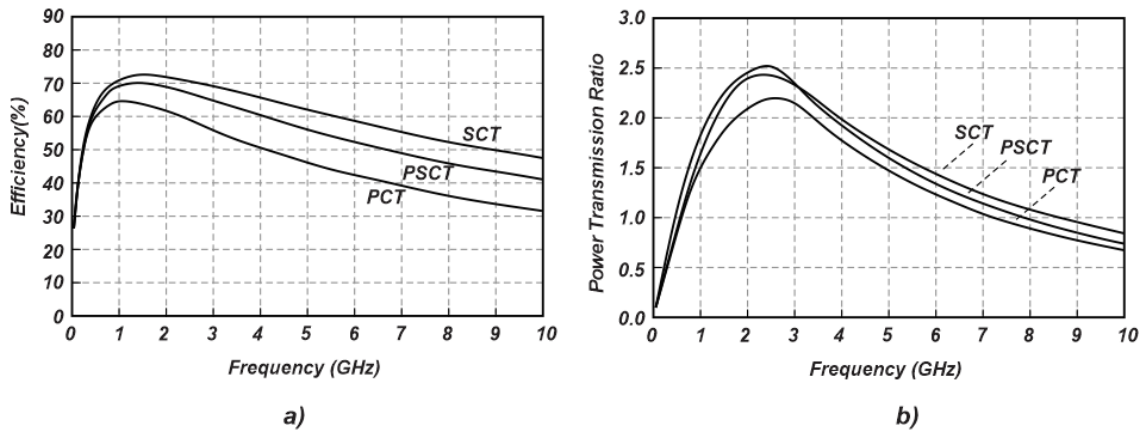 90
80
70
60
50
40
30
20
10
0
Efficiency(%)
SCT
PSCT
PCT
0 1 2 3 4 5 6 7 8 9 10
Frequency (GHz)
a)
3.0
2.5
2.0
1.5
1.0
0.5
0.0
Power Transmission Ratio
SCT
PSCT
PCT
0 1 2 3 4 5 6 7 8 9 10
Frequency (GHz)
b)